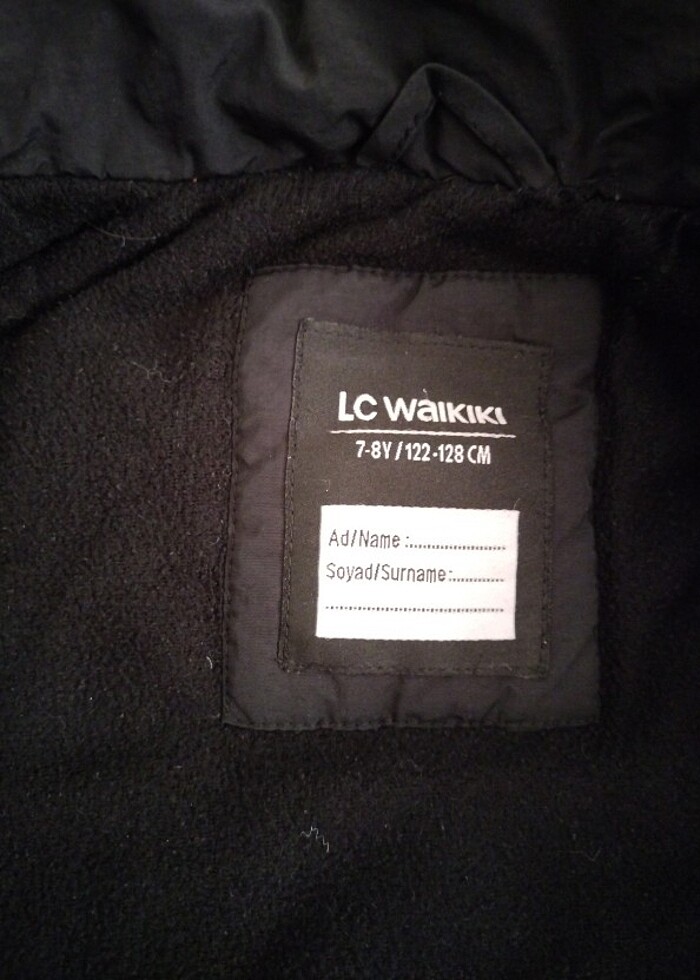 LC Waikiki
7-8Y / 122-128 CM
Ad/Name :....................
Soyad/Surname:...........
........................................